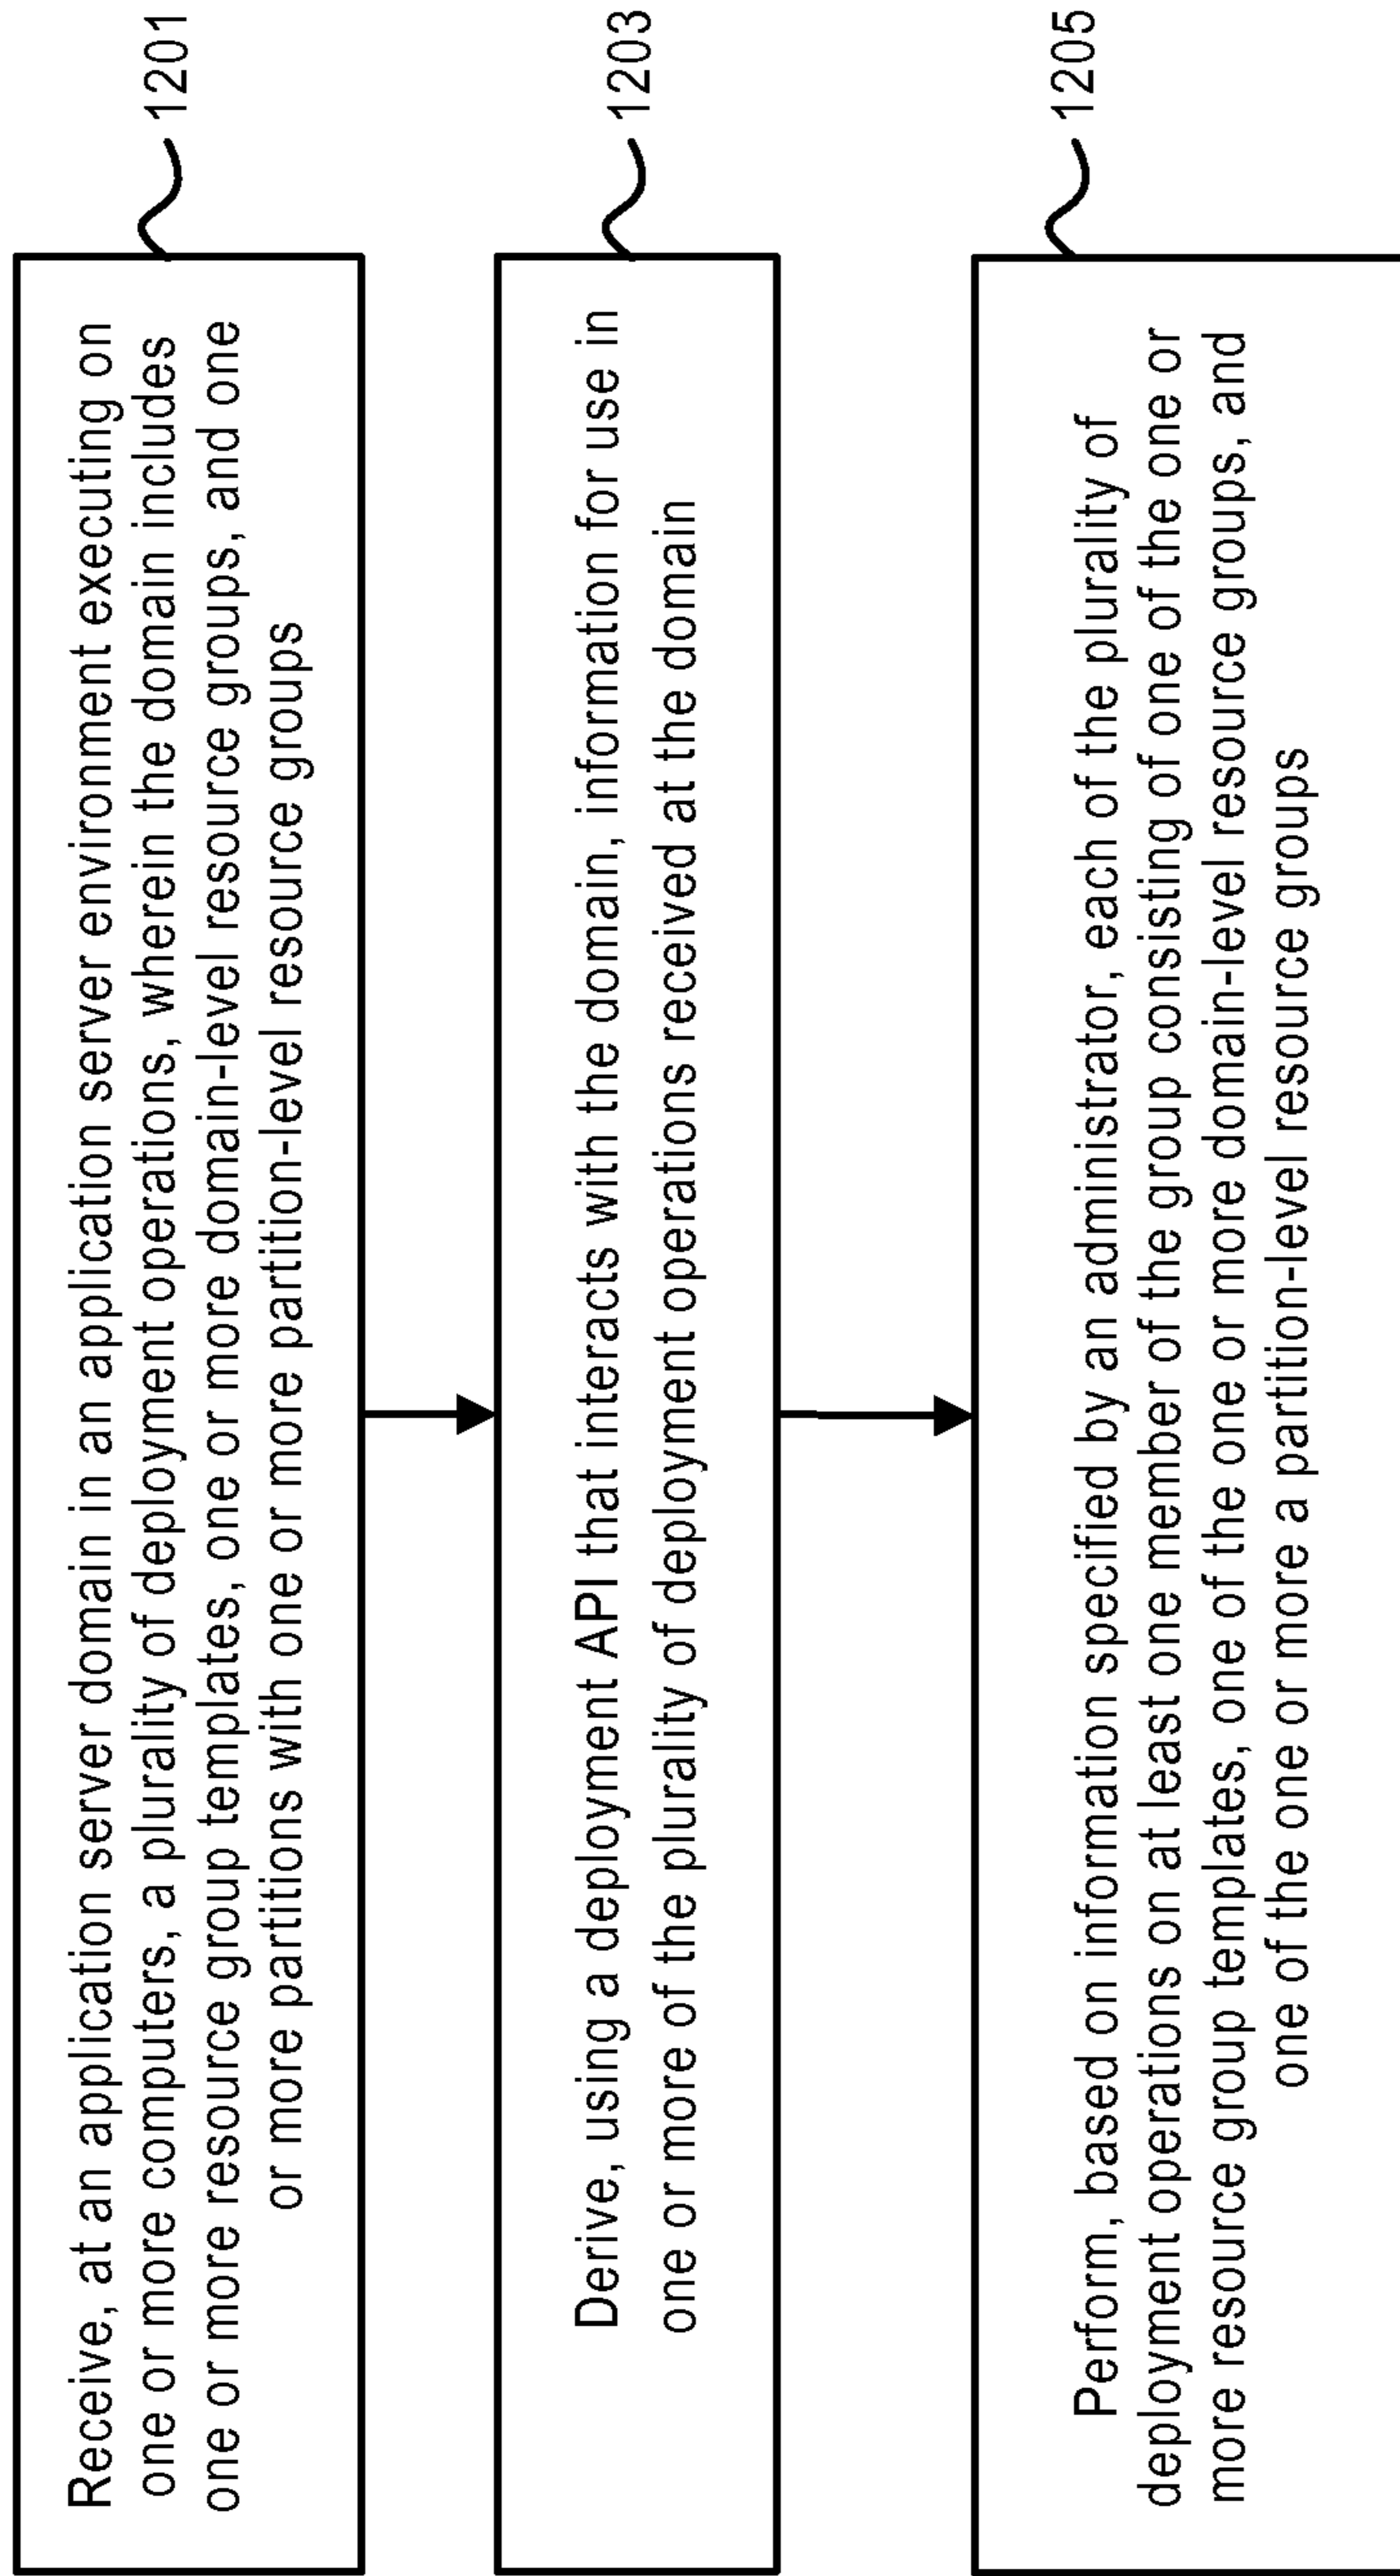 Receive, at an application server domain in an application server environment executing on
one or more computers, a plurality of deployment operations, wherein the domain includes
one or more resource group templates, one or more domain-level resource groups, and one
or more partitions with one or more partition-level resource groups
1201
Derive, using a deployment API that interacts with the domain, information for use in
one or more of the plurality of deployment operations received at the domain
1203
Perform, based on information specified by an administrator, each of the plurality of
deployment operations on at least one member of the group consisting of one of the one or
more resource group templates, one of the one or more domain-level resource groups, and
one of the one or more a partition-level resource groups
1205